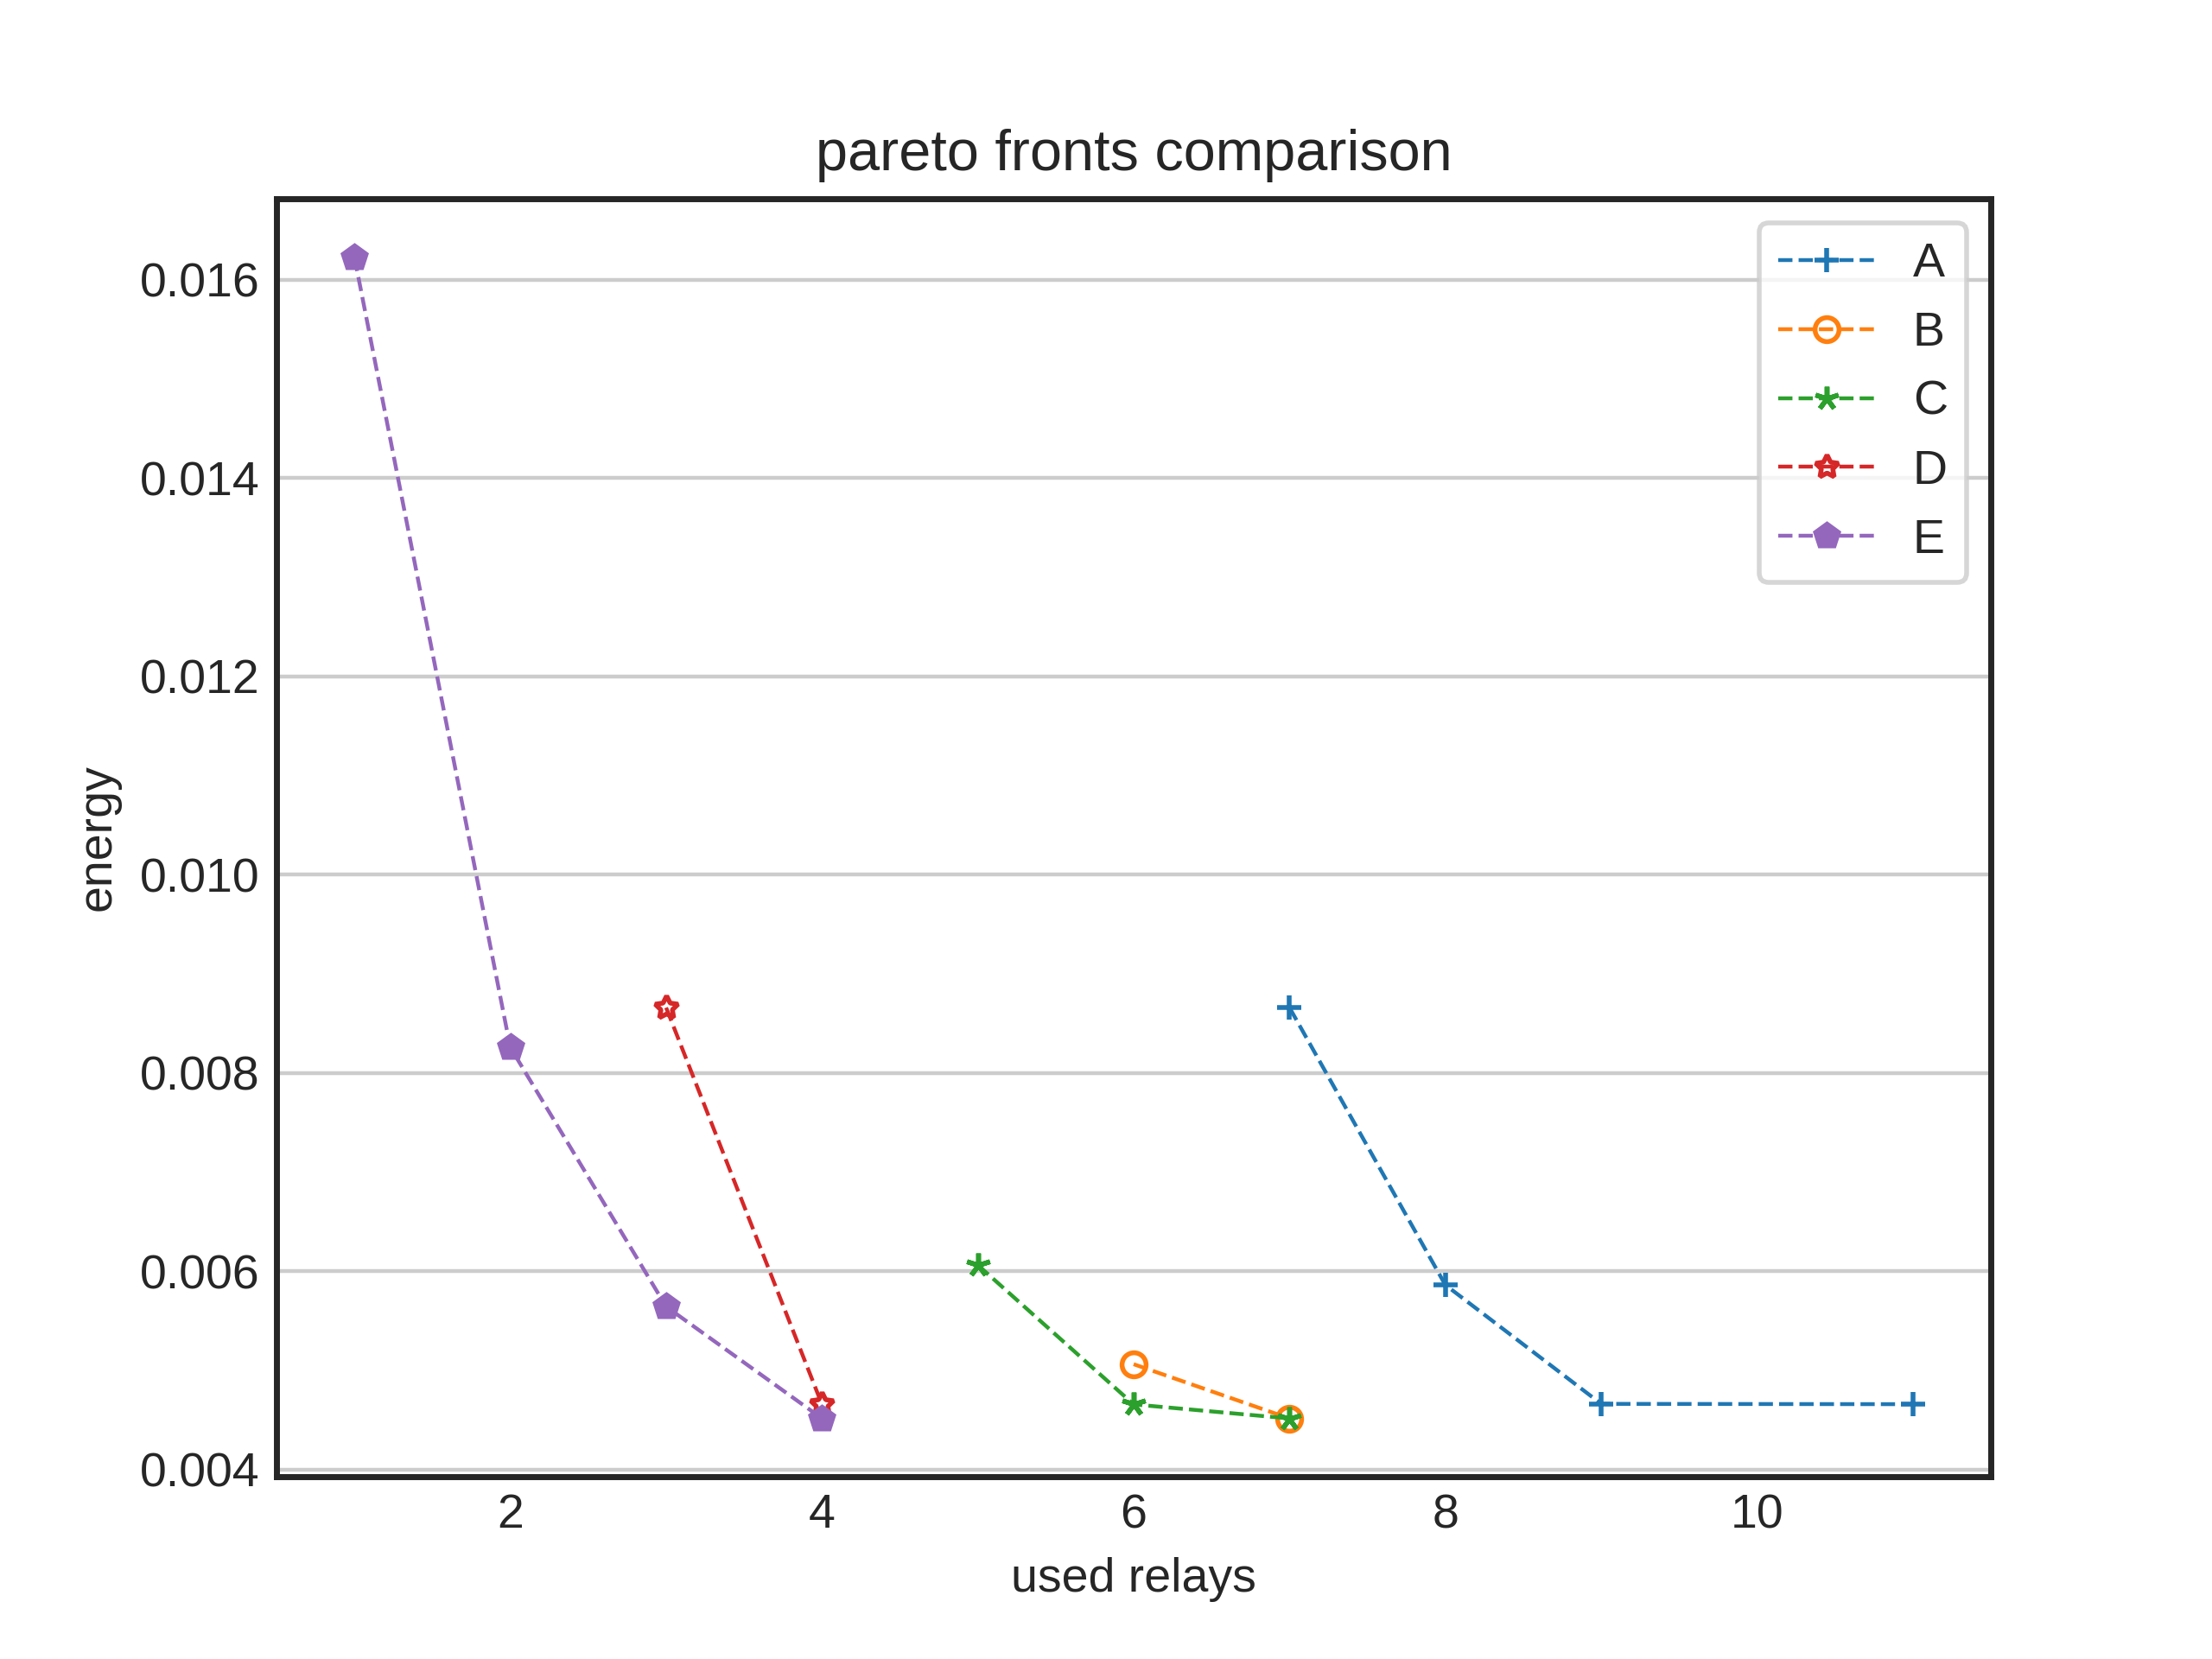 pareto fronts comparison
A
B
C
D
E
0.016
0.014
0.012
0.010
0.008
0.006
0.004
energy
2 4 6 8 10
used relays